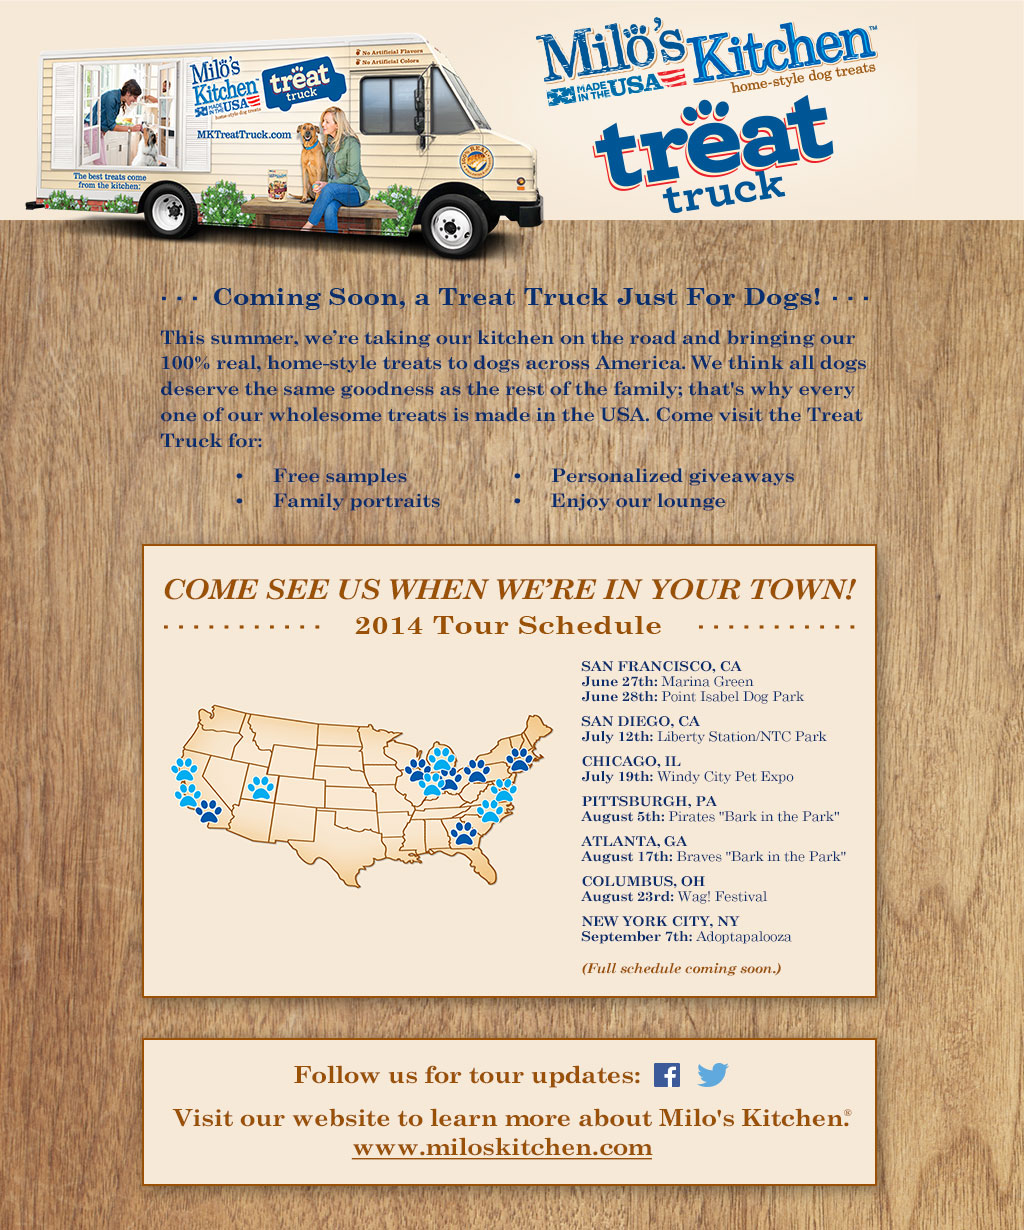 No Artificial Flavors
No Artificial Colors
Milo's
Kitchen™
MADE IN THE USA
home-style dog treats
treat
truck
MKTreatTruck.com
The best treats come
from the kitchen.
Milo's Kitchen™
MADE IN THE USA
home-style dog treats
treat
truck
Coming Soon, a Treat Truck Just For Dogs!
This summer, we're taking our kitchen on the road and bringing our
100% real, home-style treats to dogs across America. We think all dogs
deserve the same goodness as the rest of the family; that's why every
one of our wholesome treats is made in the USA. Come visit the Treat
Truck for:
• Free samples
• Family portraits
• Personalized giveaways
• Enjoy our lounge
COME SEE US WHEN WE'RE IN YOUR TOWN!
2014 Tour Schedule
SAN FRANCISCO, CA
June 27th: Marina Green
June 28th: Point Isabel Dog Park
SAN DIEGO, CA
July 12th: Liberty Station/NTC Park
CHICAGO, IL
July 19th: Windy City Pet Expo
PITTSBURGH, PA
August 5th: Pirates "Bark in the Park"
ATLANTA, GA
August 17th: Braves "Bark in the Park"
COLUMBUS, OH
August 23rd: Wag! Festival
NEW YORK CITY, NY
September 7th: Adoptapalooza
(Full schedule coming soon.)
Follow us for tour updates:
Visit our website to learn more about Milo's Kitchen.®
www.miloskitchen.com